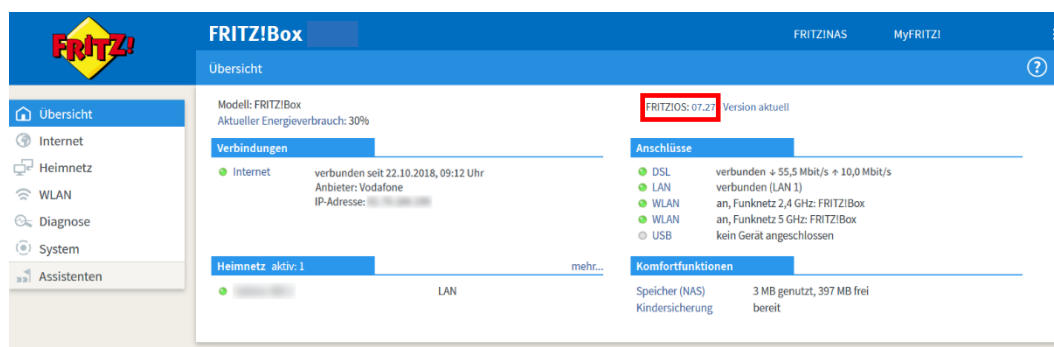 FRITZ!
FRITZ!Box
FRITZ!NAS MyFRITZ!
Übersicht
?
Übersicht
Internet
Heimnetz
WLAN
Diagnose
System
Assistenten
Modell: FRITZ!Box
Aktueller Energieverbrauch: 30%
FRITZ!OS: 07.27 Version aktuell
Verbindungen
Internet verbunden seit 22.10.2018, 09:12 Uhr
Anbieter: Vodafone
IP-Adresse:
Anschlüsse
DSL verbunden ↓ 55,5 Mbit/s ↑ 10,0 Mbit/s
LAN verbunden (LAN 1)
WLAN an, Funknetz 2,4 GHz: FRITZ!Box
WLAN an, Funknetz 5 GHz: FRITZ!Box
USB kein Gerät angeschlossen
Heimnetz aktiv: 1 mehr...
LAN
Komfortfunktionen
Speicher (NAS) 3 MB genutzt, 397 MB frei
Kindersicherung bereit